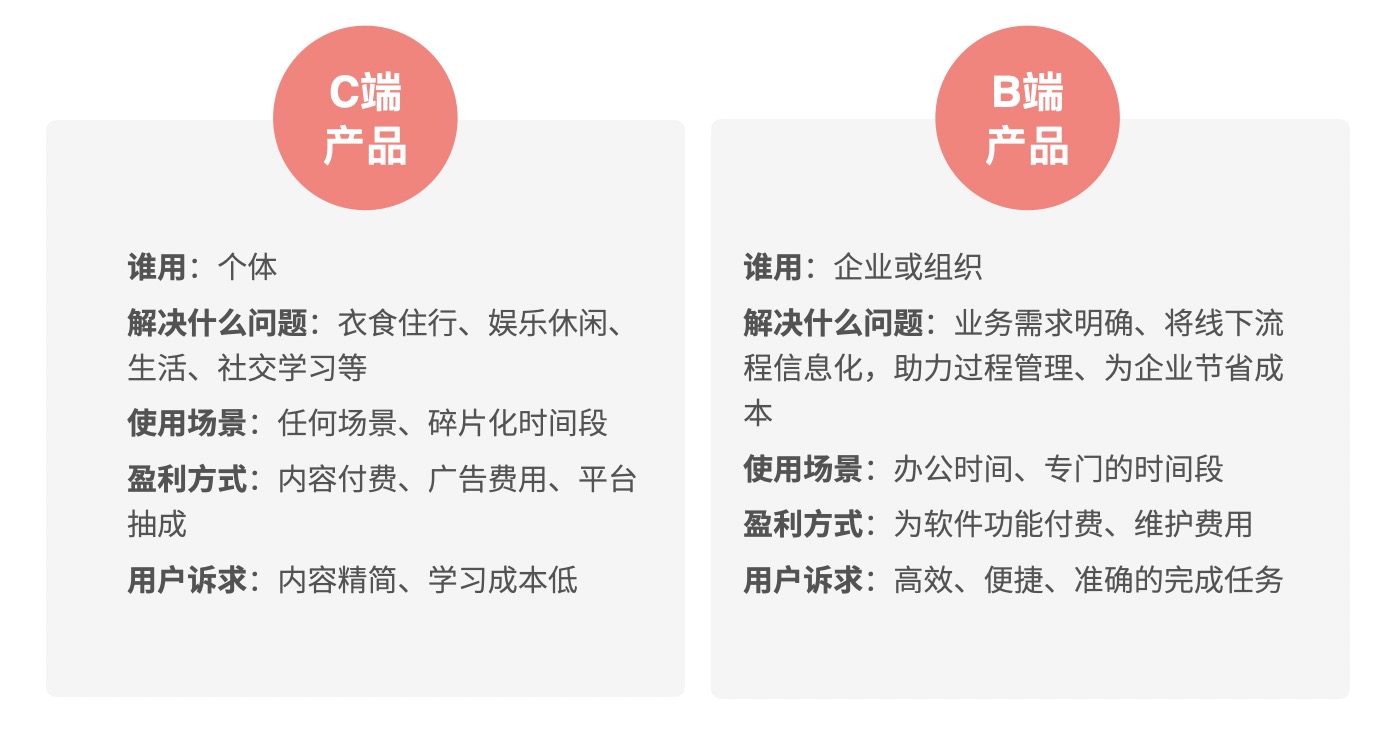 C端
产品
谁用：个体
解决什么问题：衣食住行、娱乐休闲、
生活、社交学习等
使用场景：任何场景、碎片化时间段
盈利方式：内容付费、广告费用、平台
抽成
用户诉求：内容精简、学习成本低
B端
产品
谁用：企业或组织
解决什么问题：业务需求明确、将线下流
程信息化，助力过程管理、为企业节省成
本
使用场景：办公时间、专门的时间段
盈利方式：为软件功能付费、维护费用
用户诉求：高效、便捷、准确的完成任务